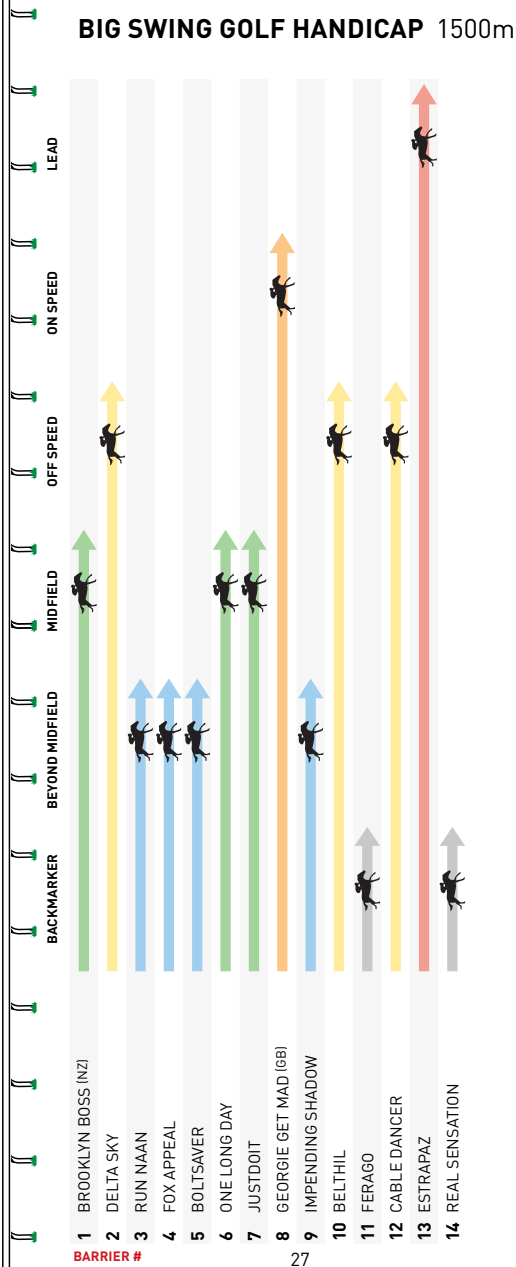 BIG SWING GOLF HANDICAP 1500m
LEAD
ON SPEED
OFF SPEED
MIDFIELD
BEYOND MIDFIELD
BACKMARKER
1 BROOKLYN BOSS (NZ)
2 DELTA SKY
3 RUN NAAN
4 FOX APPEAL
5 BOLTSAVER
6 ONE LONG DAY
7 JUSTDOIT
8 GEORGIE GET MAD (GB)
9 IMPENDING SHADOW
10 BELTHIL
11 FERAGO
12 CABLE DANCER
13 ESTRAPAZ
14 REAL SENSATION
BARRIER #
27